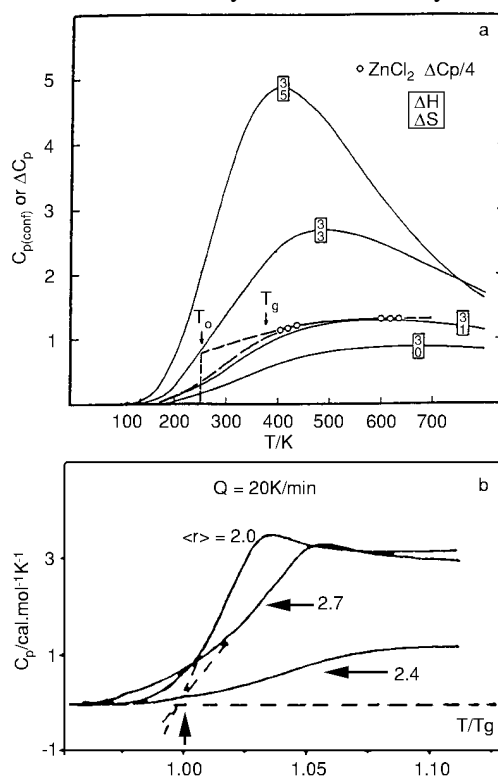 a
ZnCl2 ΔCp/4
ΔH
ΔS
5
4
3
2
1
3 5
3 3
3 1
3 0
To
Tg
Cp(conf) or ΔCp
100 200 300 400 500 600 700
T/K
b
Q = 20K/min
<r> = 2.0
2.7
2.4
3
1
-1
Cp/cal.mol-1K-1
T/Tg
1.00 1.05 1.10